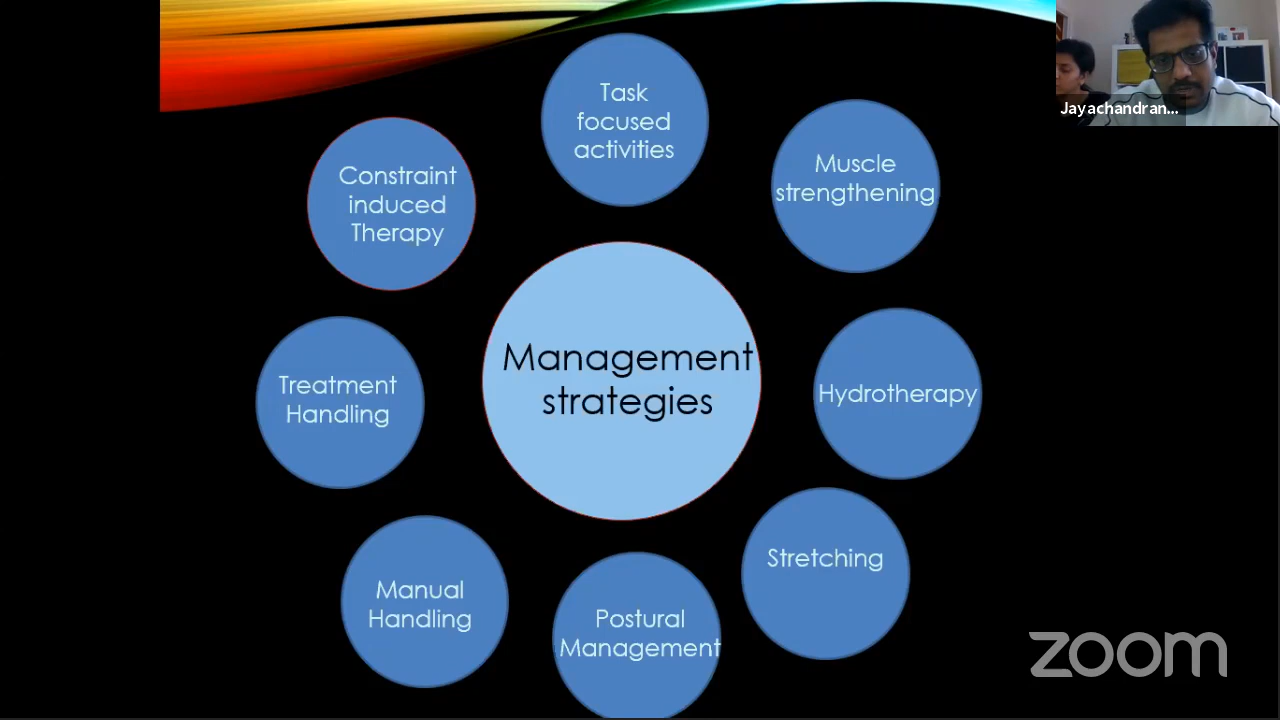 Task
focused
activities
Muscle
strengthening
Hydrotherapy
Stretching
Postural
Management
Manual
Handling
Treatment
Handling
Constraint
induced
Therapy
Management
strategies
Jayachandran...
zoom